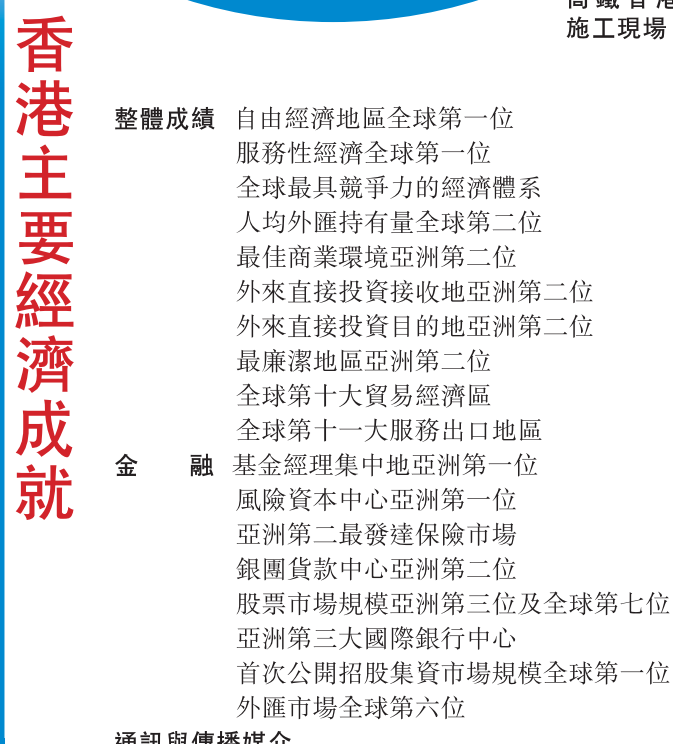 高鐵香港
施工現場
香港主要經濟成就
整體成績 自由經濟地區全球第一位
服務性經濟全球第一位
全球最具競爭力的經濟體系
人均外匯持有量全球第二位
最佳商業環境亞洲第二位
外來直接投資接收地亞洲第二位
外來直接投資目的地亞洲第二位
最廉潔地區亞洲第二位
全球第十大貿易經濟區
全球第十一大服務出口地區
金融 基金經理集中地亞洲第一位
風險資本中心亞洲第一位
亞洲第二最發達保險市場
銀團貨款中心亞洲第二位
股票市場規模亞洲第三位及全球第七位
亞洲第三大國際銀行中心
首次公開招股集資市場規模全球第一位
外匯市場全球第六位
通訊與傳播媒介